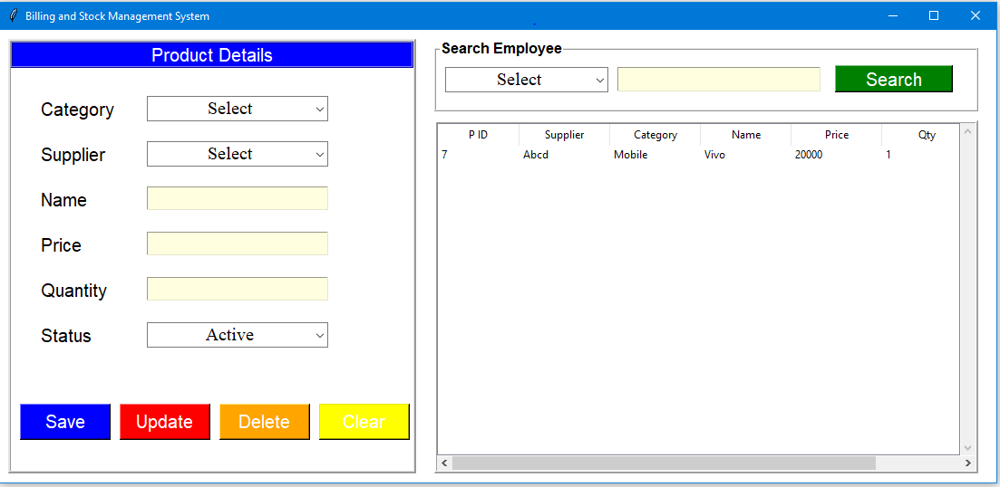 Billing and Stock Management System
Product Details
Category Select
Supplier Select
Name
Price
Quantity
Status Active
Save Update Delete Clear
Search Employee
Select Search
P ID Supplier Category Name Price Qty
7 Abcd Mobile Vivo 20000 1